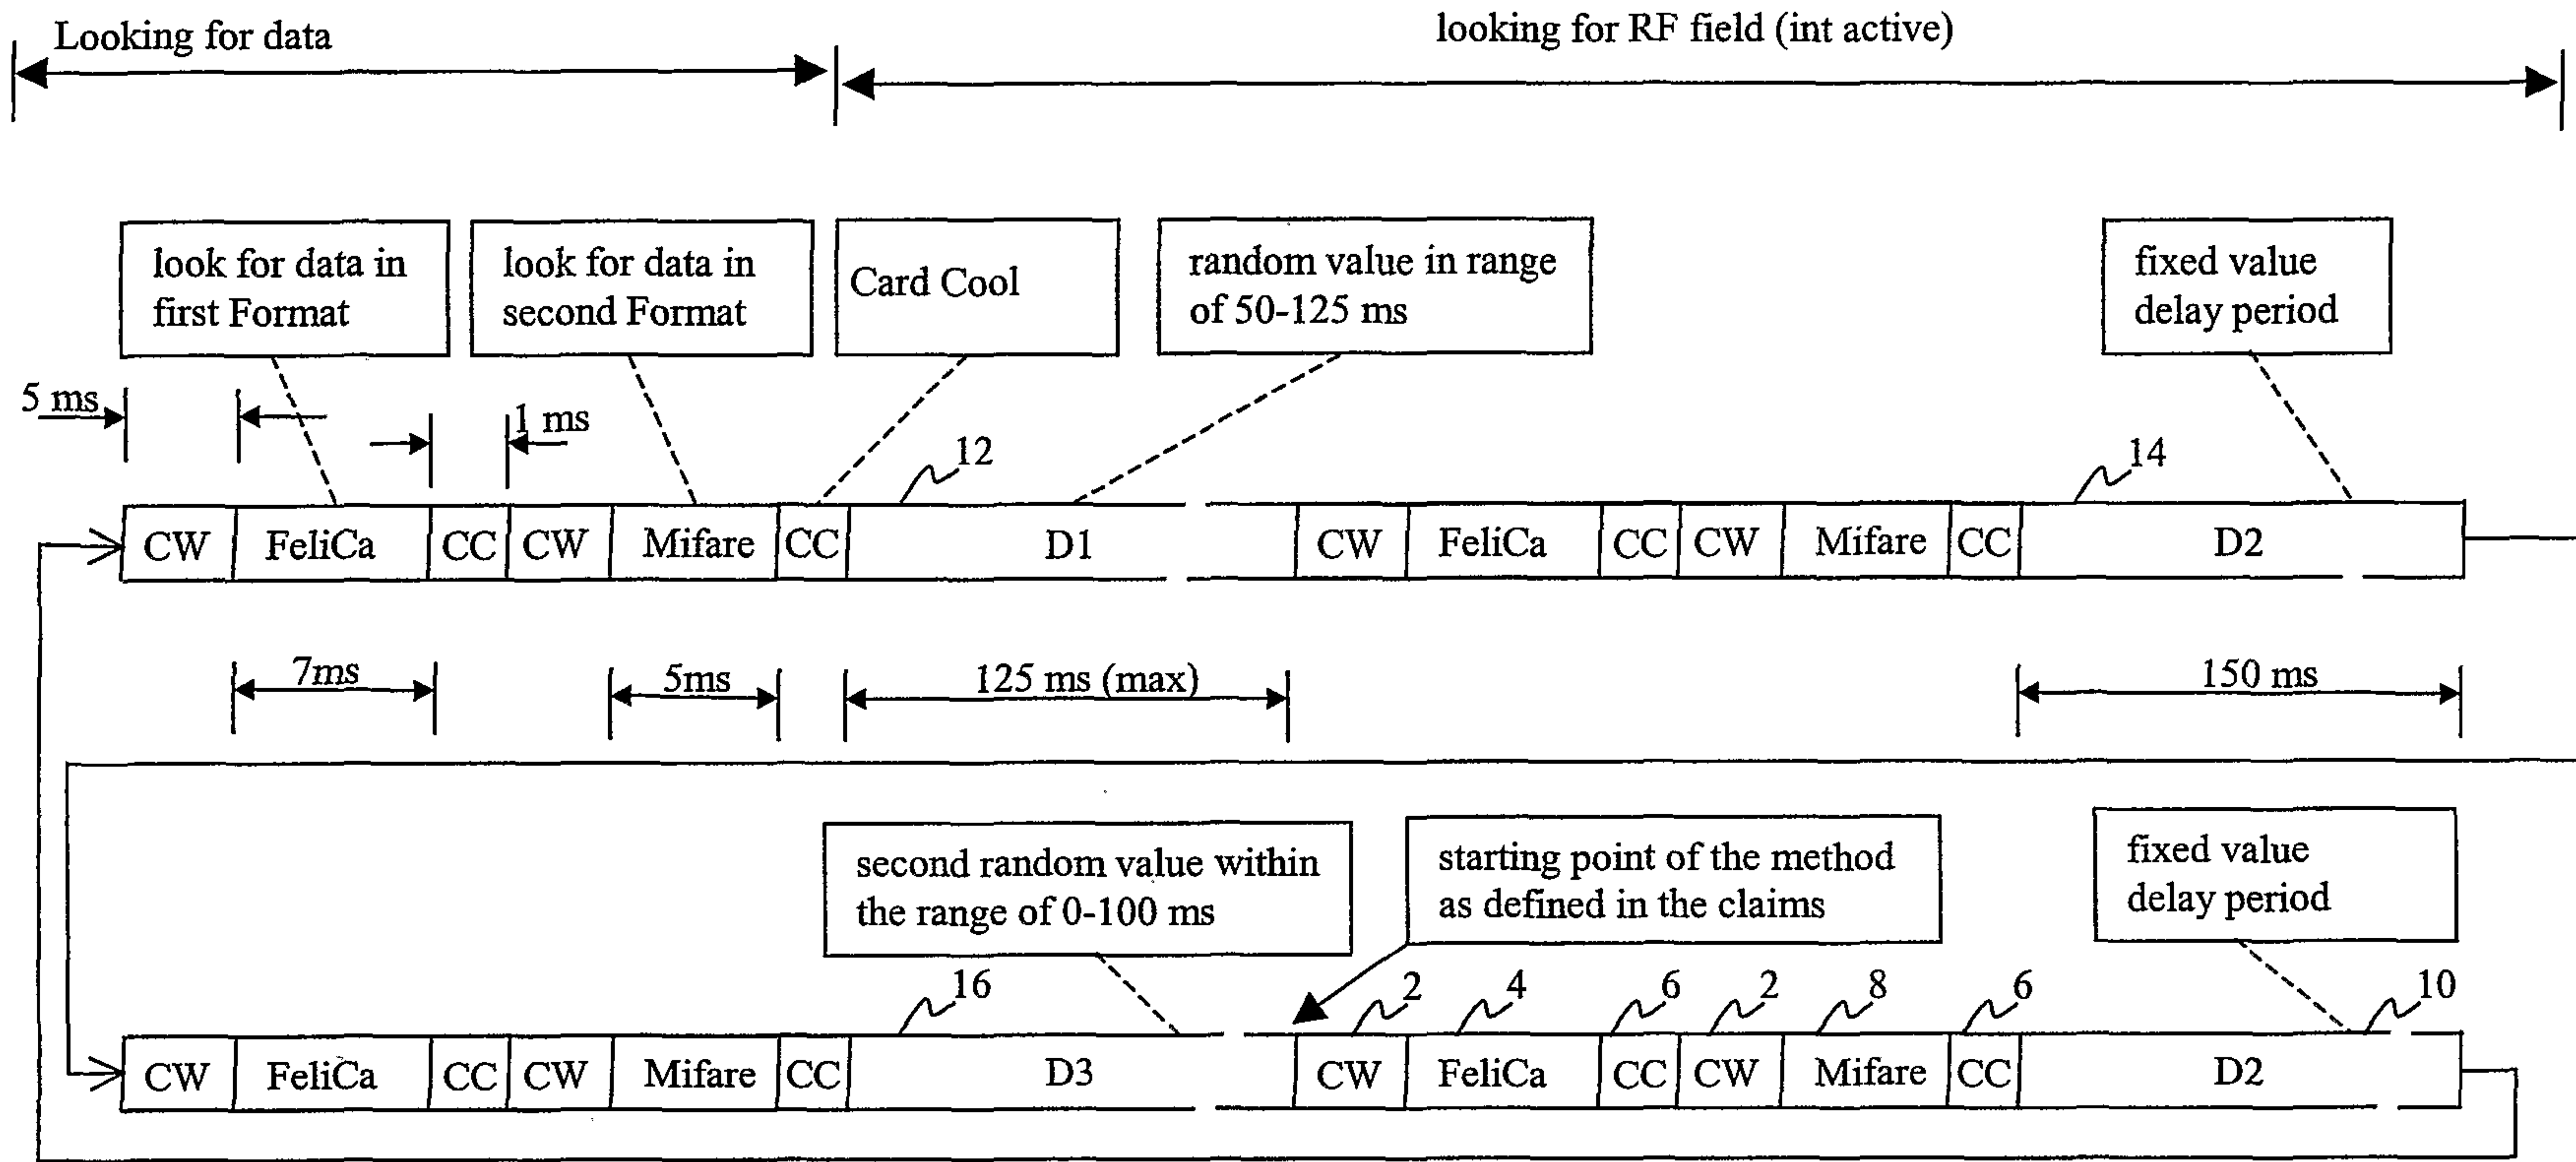 Looking for data
looking for RF field (int active)
look for data in
first Format
look for data in
second Format
Card Cool
random value in range
of 50-125 ms
fixed value
delay period
5 ms
1 ms
12
14
CW FeliCa CC CW Mifare CC D1 CW FeliCa CC CW Mifare CC D2
7ms
5ms
125 ms (max)
150 ms
second random value within
the range of 0-100 ms
starting point of the method
as defined in the claims
fixed value
delay period
16
2
4
6
2
8
6
10
CW FeliCa CC CW Mifare CC D3 CW FeliCa CC CW Mifare CC D2